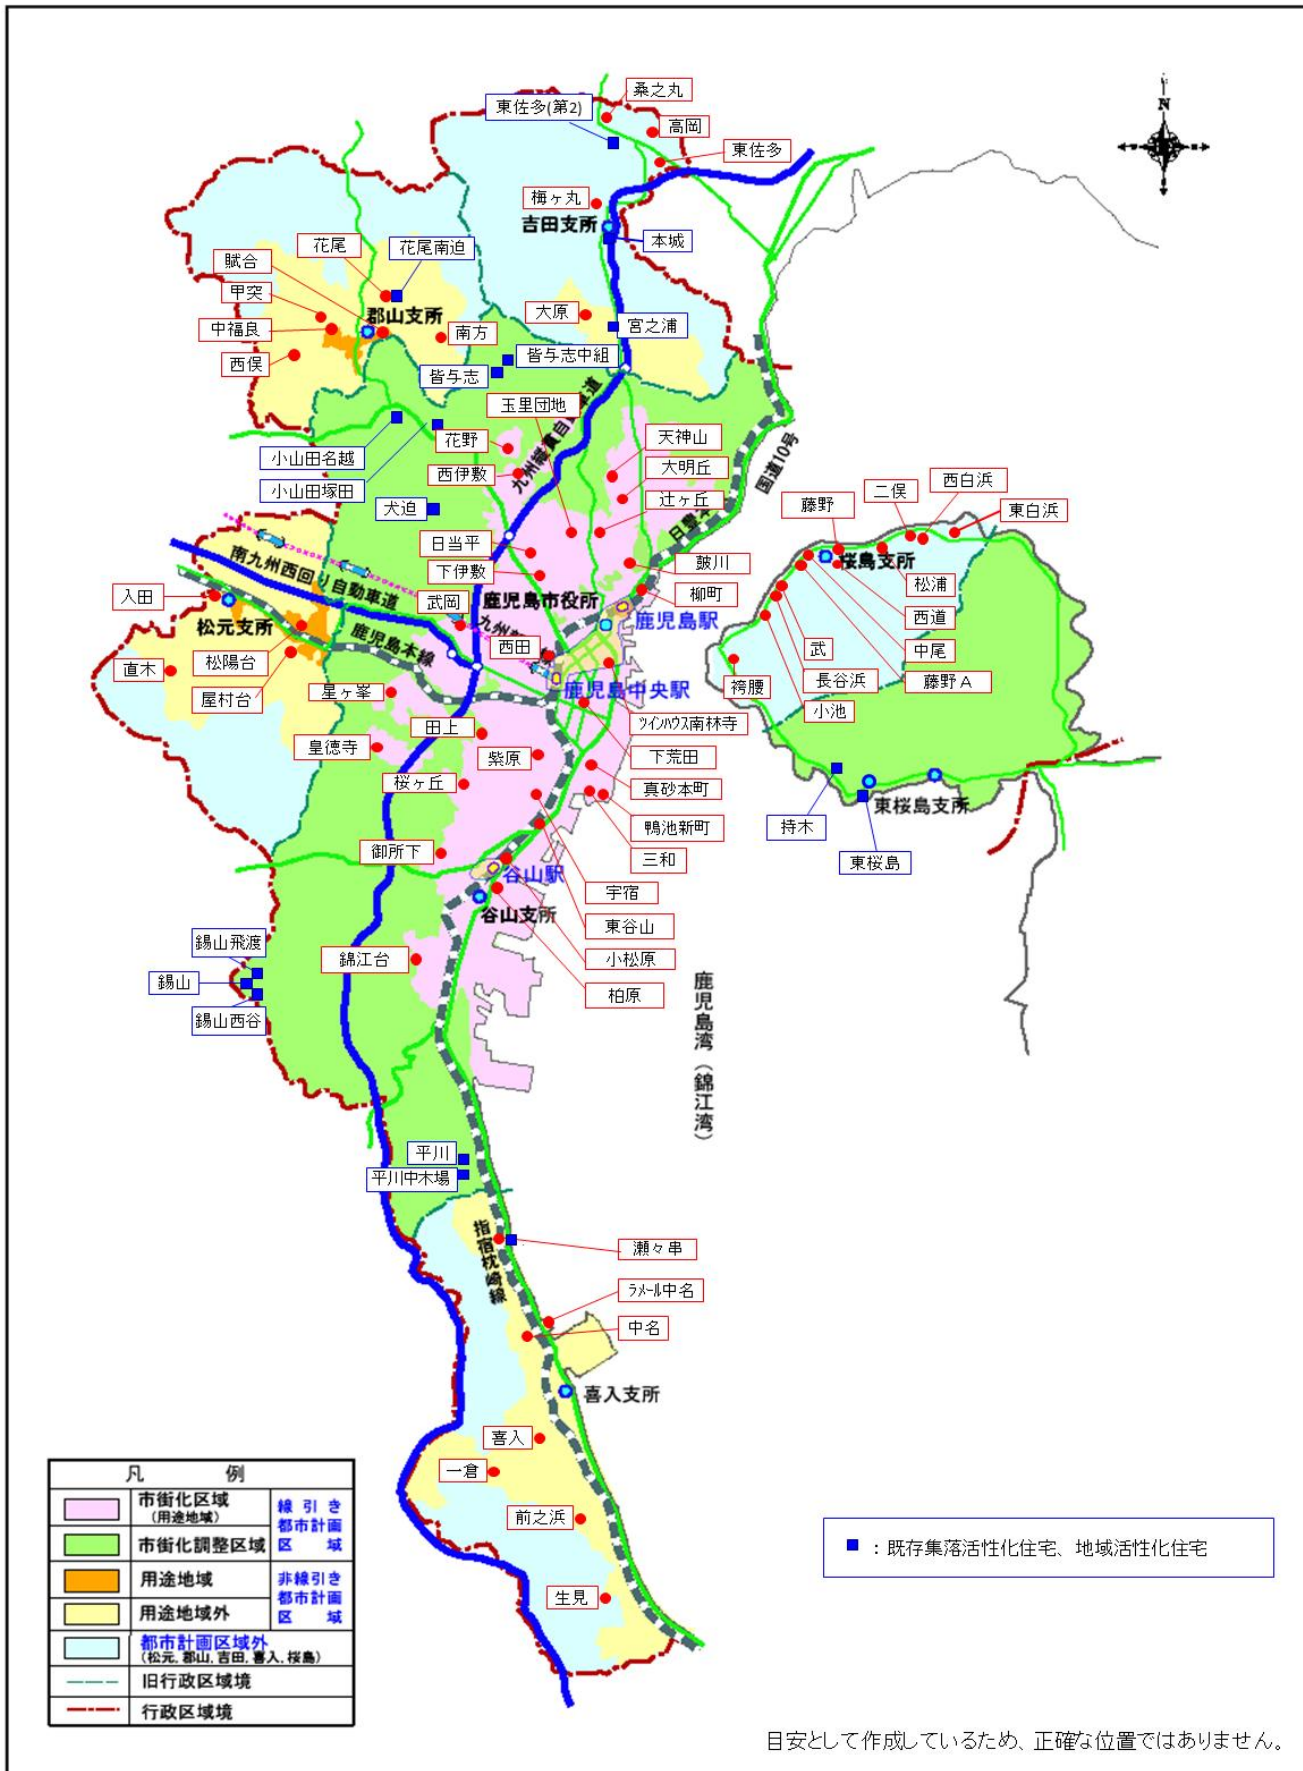 桑之丸
東佐多(第2)
高岡
東佐多
N
梅ヶ丸
吉田支所
本城
花尾
花尾南迫
賦合
甲突
郡山支所
大原
宮之浦
中福良
南方
西俣
皆与志中組
皆与志
九州縦貫自動車道
玉里団地
花野
天神山
国道10号
小山田名越
西伊敷
大明丘
小山田塚田
辻ヶ丘
犬迫
日豊本
二俣
西白浜
藤野
東白浜
日当平
桜島支所
南九州西回り自動車道
下伊敷
皷川
松浦
入田
武岡
鹿児島市役所
柳町
西道
松元支所
九州新
線
鹿児島駅
鹿児島本線
西田
武
中尾
直木
松陽台
長谷浜
藤野A
屋村台
星ヶ峯
鹿児島中央駅
袴腰
小池
田上
ツインハウス南林寺
皇徳寺
紫原
下荒田
桜ヶ丘
真砂本町
東桜島支所
鴨池新町
持木
御所下
三和
東桜島
谷山駅
宇宿
谷山支所
東谷山
錫山飛渡
錦江台
小松原
錫山
柏原
錫山西谷
鹿児島湾(錦江湾)
平川
平川中木場
指宿枕崎線
瀬々串
ラメール中名
中名
喜入支所
喜入
一倉
前之浜
生見
凡 例
市街化区域
(用途地域)
線引き
都市計画
区 域
市街化調整区域
用途地域
非線引き
都市計画
区 域
用途地域外
都市計画区域外
(松元,郡山,吉田,喜入,桜島)
旧行政区域境
行政区域境
■ :既存集落活性化住宅、地域活性化住宅
目安として作成しているため、正確な位置ではありません。